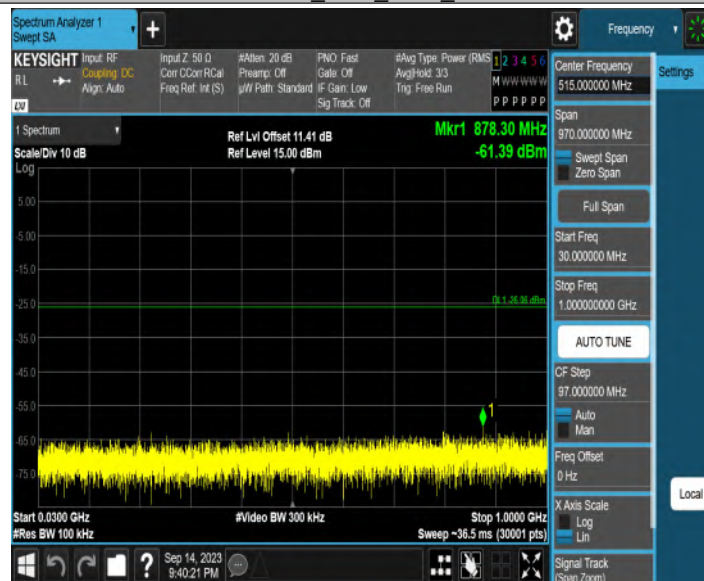 Spectrum Analyzer 1
Swept SA
+
Frequency
KEYSIGHT
RL
LXI
Input: RF
Coupling: DC
Align: Auto
Input Z: 50 Ω
Corr CCorr RCal
Freq Ref: Int (S)
#Atten: 20 dB
Preamp: Off
µW Path: Standard
PNO: Fast
Gate: Off
IF Gain: Low
Sig Track: Off
#Avg Type: Power (RMS
Avg|Hold: 3/3
Trig: Free Run
1 2 3 4 5 6
M W W W W W
P P P P P P
1 Spectrum
Scale/Div 10 dB
Log
Ref Lvl Offset 11.41 dB
Ref Level 15.00 dBm
Mkr1 878.30 MHz
-61.39 dBm
5.00
-5.00
-15.0
-25.0
DL1 -26.06 dBm
-35.0
-45.0
-55.0
1
-65.0
-75.0
Start 0.0300 GHz
#Res BW 100 kHz
#Video BW 300 kHz
Stop 1.0000 GHz
Sweep ~36.5 ms (30001 pts)
?
Sep 14, 2023
9:40:21 PM
Center Frequency
515.000000 MHz
Span
970.000000 MHz
Swept Span
Zero Span
Full Span
Start Freq
30.000000 MHz
Stop Freq
1.000000000 GHz
AUTO TUNE
CF Step
97.000000 MHz
Auto
Man
Freq Offset
0 Hz
X Axis Scale
Log
Lin
Signal Track
(Span Zoom)
Settings
Local